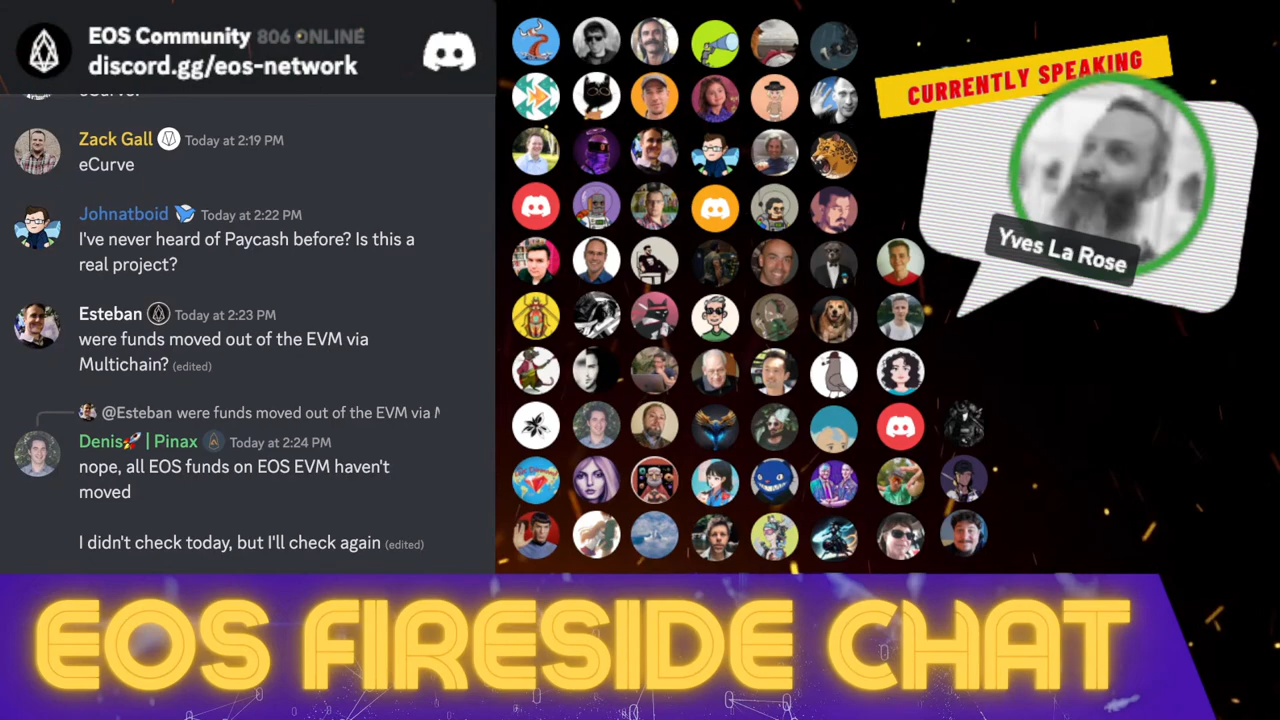 EOS Community 806 ONLINE
discord.gg/eos-network
eCurve.
Zack Gall Today at 2:19 PM
eCurve
Johnatboid Today at 2:22 PM
I've never heard of Paycash before? Is this a
real project?
Esteban Today at 2:23 PM
were funds moved out of the EVM via
Multichain? (edited)
@Esteban were funds moved out of the EVM via
Denis🚀 | Pinax Today at 2:24 PM
nope, all EOS funds on EOS EVM haven't
moved
I didn't check today, but I'll check again (edited)
CURRENTLY SPEAKING
Yves La Rose
EOS FIRESIDE CHAT